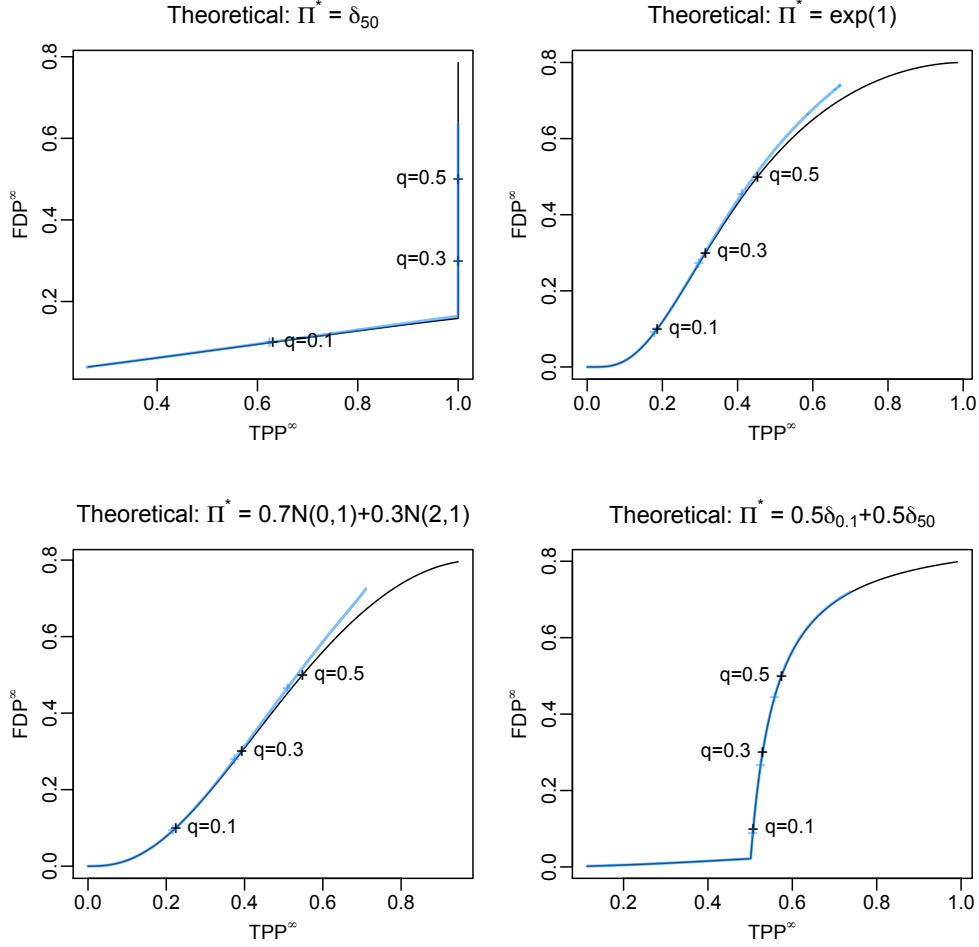 Theoretical: Π* = δ50
FDP∞
0.2 0.4 0.6 0.8
q=0.5
q=0.3
q=0.1
0.4 0.6 0.8 1.0
TPP∞
Theoretical: Π* = exp(1)
FDP∞
0.0 0.2 0.4 0.6 0.8
q=0.5
q=0.3
q=0.1
0.0 0.2 0.4 0.6 0.8 1.0
TPP∞
Theoretical: Π* = 0.7N(0,1)+0.3N(2,1)
FDP∞
0.0 0.2 0.4 0.6 0.8
q=0.5
q=0.3
q=0.1
0.0 0.2 0.4 0.6 0.8
TPP∞
Theoretical: Π* = 0.5δ0.1+0.5δ50
FDP∞
0.0 0.2 0.4 0.6 0.8
q=0.5
q=0.3
q=0.1
0.2 0.4 0.6 0.8 1.0
TPP∞